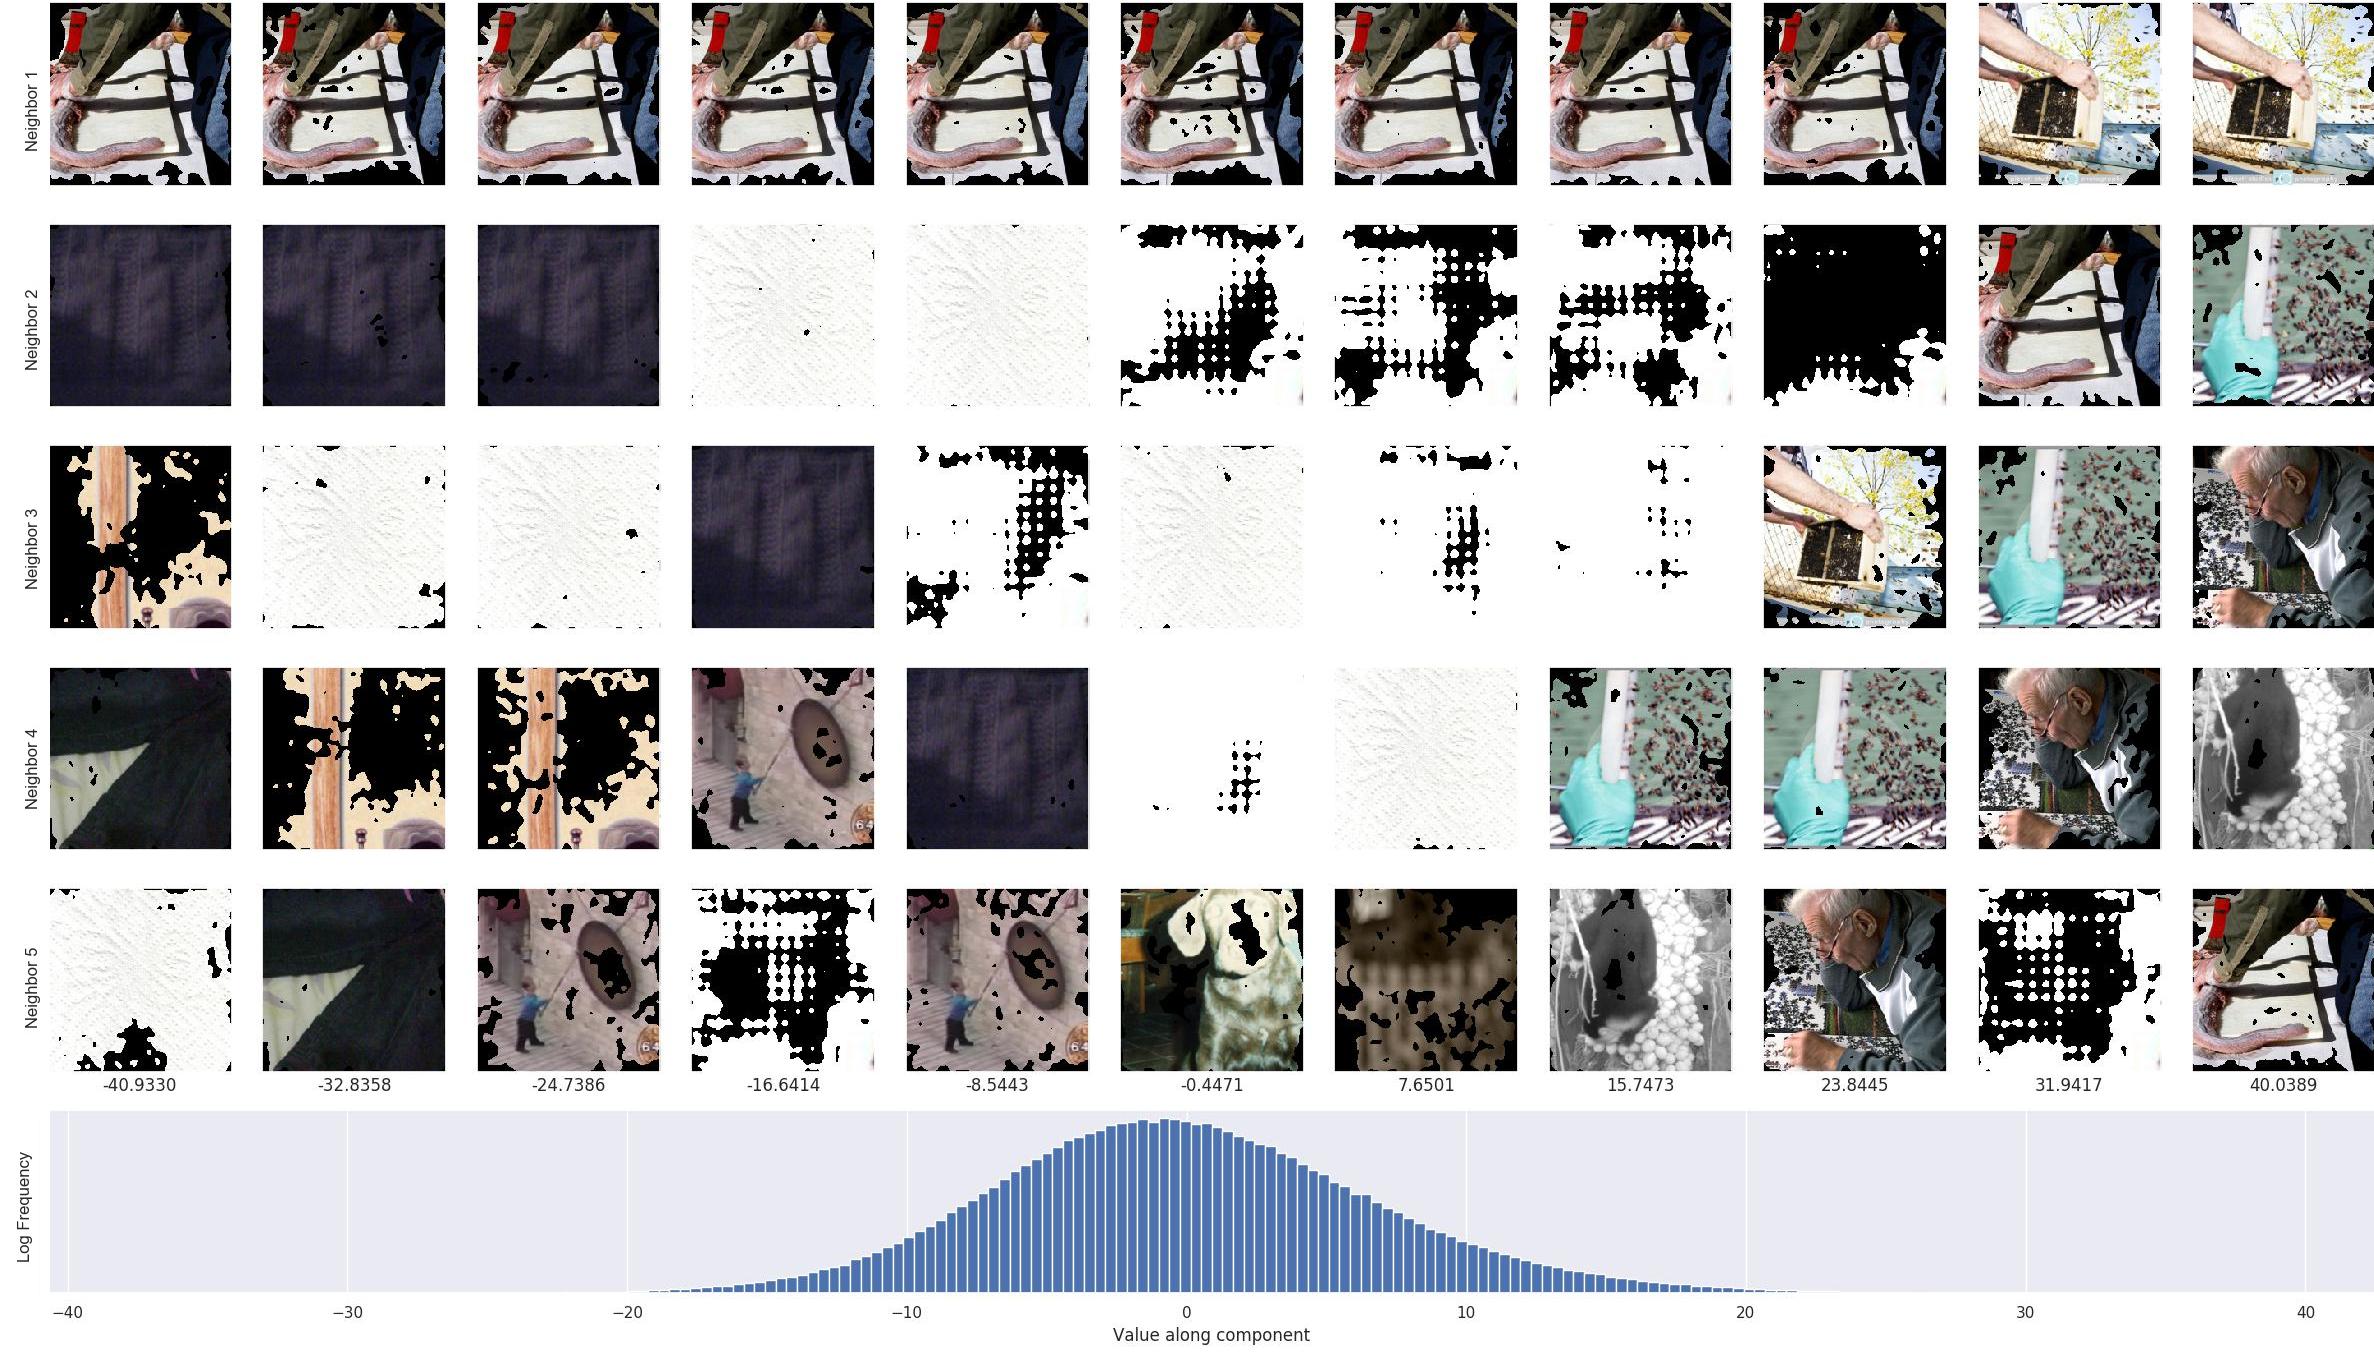 Neighbor 1
Neighbor 2
Neighbor 3
Neighbor 4
Neighbor 5
64
64
-40.9330 -32.8358 -24.7386 -16.6414 -8.5443 -0.4471 7.6501 15.7473 23.8445 31.9417 40.0389
Log Frequency
−40 −30 −20 −10 0 10 20 30 40
Value along component